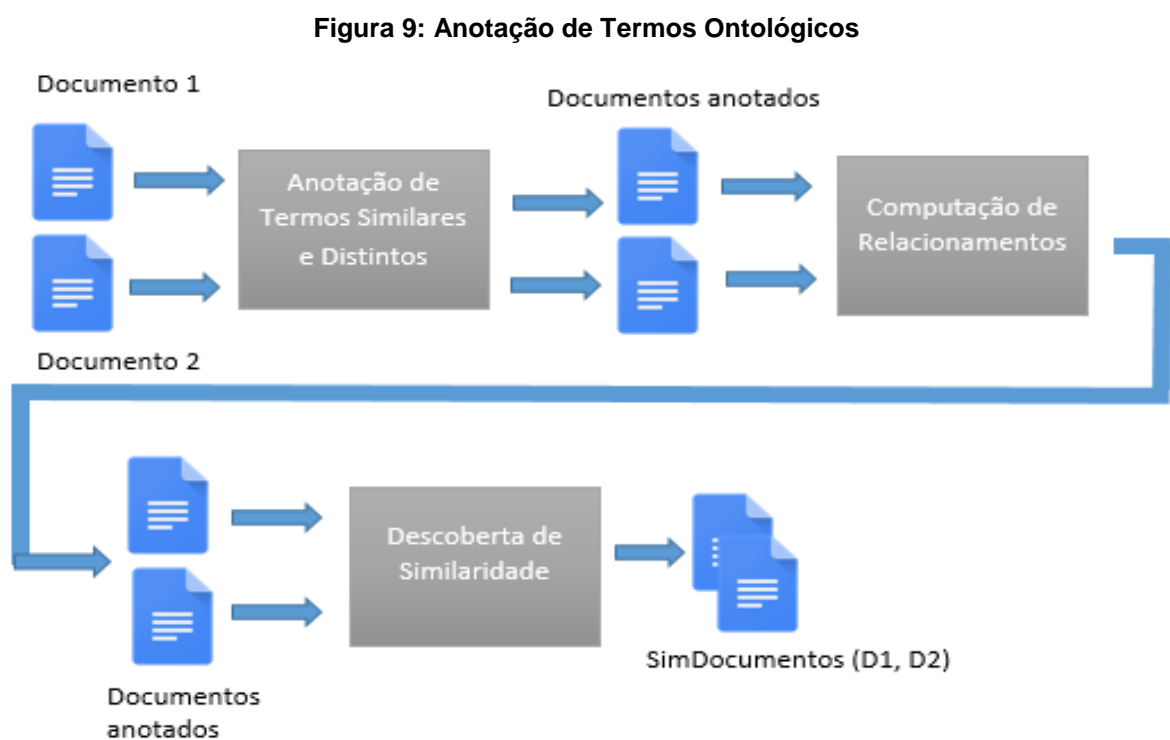 Figura 9: Anotação de Termos Ontológicos
Documento 1
Documentos anotados
Anotação de
Termos Similares
e Distintos
Computação de
Relacionamentos
Documento 2
Descoberta de
Similaridade
SimDocumentos (D1, D2)
Documentos
anotados